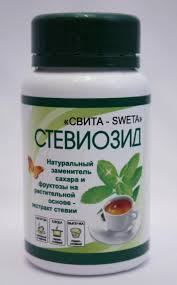 «СВИТА - SWETA»
СТЕВИОЗИД
Натуральный
заменитель
сахара и
фруктозы на
растительной
основе -
экстракт стевии